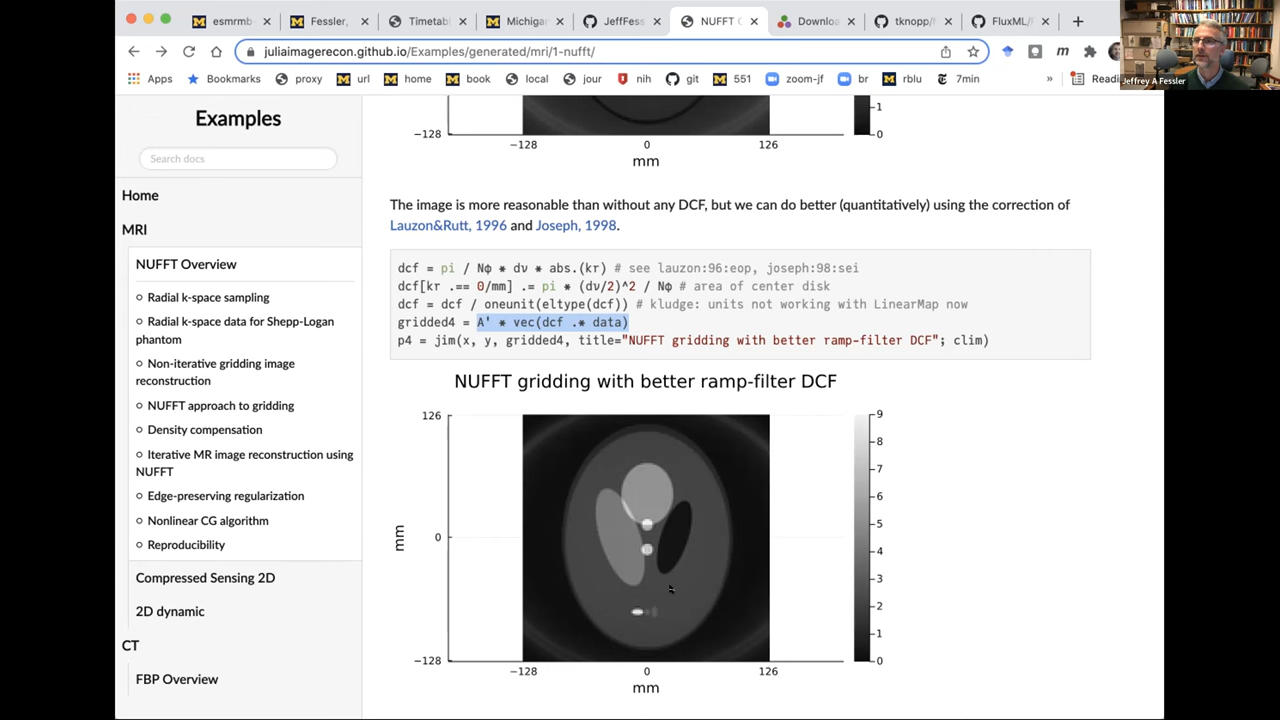 esmrmb-
Fessler,
Timetabl
Michigan
JeffFess
NUFFT O
Downloa
tknopp/
FluxML/
juliaimagerecon.github.io/Examples/generated/mri/1-nufft/
Apps
Bookmarks
proxy
url
home
book
local
jour
nih
git
551
zoom-jf
br
rblu
7min
»
Readi
Jeffrey A Fessler
Examples
Search docs
Home
MRI
NUFFT Overview
Radial k-space sampling
Radial k-space data for Shepp-Logan
phantom
Non-iterative gridding image
reconstruction
NUFFT approach to gridding
Density compensation
Iterative MR image reconstruction using
NUFFT
Edge-preserving regularization
Nonlinear CG algorithm
Reproducibility
Compressed Sensing 2D
2D dynamic
CT
FBP Overview
1
-128
0
-128 0 126
mm
The image is more reasonable than without any DCF, but we can do better (quantitatively) using the correction of
Lauzon&Rutt, 1996 and Joseph, 1998.
dcf = pi / Nφ * dν * abs.(kr) # see lauzon:96:eop, joseph:98:sei
dcf[kr .== 0/mm] .= pi * (dν/2)^2 / Nφ # area of center disk
dcf = dcf / oneunit(eltype(dcf)) # kludge: units not working with LinearMap now
gridded4 = A' * vec(dcf .* data)
p4 = jim(x, y, gridded4, title="NUFFT gridding with better ramp-filter DCF"; clim)
NUFFT gridding with better ramp-filter DCF
126
0
-128
mm
9
8
7
6
5
4
3
2
1
0
-128 0 126
mm